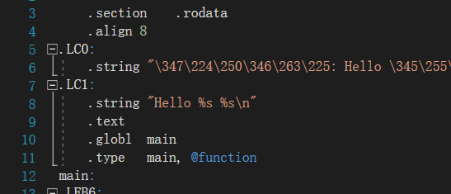 3 .section .rodata
4 .align 8
5 .LC0:
6 .string "\347\224\250\346\263\225: Hello \345\255\
7 .LC1:
8 .string "Hello %s %s\n"
9 .text
10 .globl main
11 .type main, @function
12 main:
13 .LFB6: